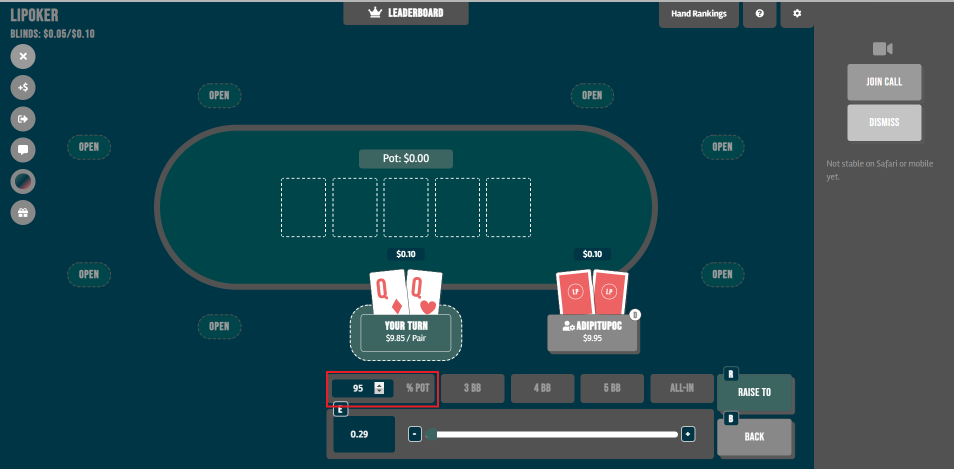 LIPOKER
BLINDS: $0.05/$0.10
LEADERBOARD
Hand Rankings
?
+$
JOIN CALL
DISMISS
Not stable on Safari or mobile
yet.
OPEN
OPEN
OPEN
OPEN
Pot: $0.00
OPEN
OPEN
OPEN
$0.10
$0.10
Q
Q
LP
LP
YOUR TURN
$9.85 / Pair
D
ADIPITUPOC
$9.95
95
% POT
3 BB
4 BB
5 BB
ALL-IN
R
RAISE TO
E
0.29
-
+
B
BACK